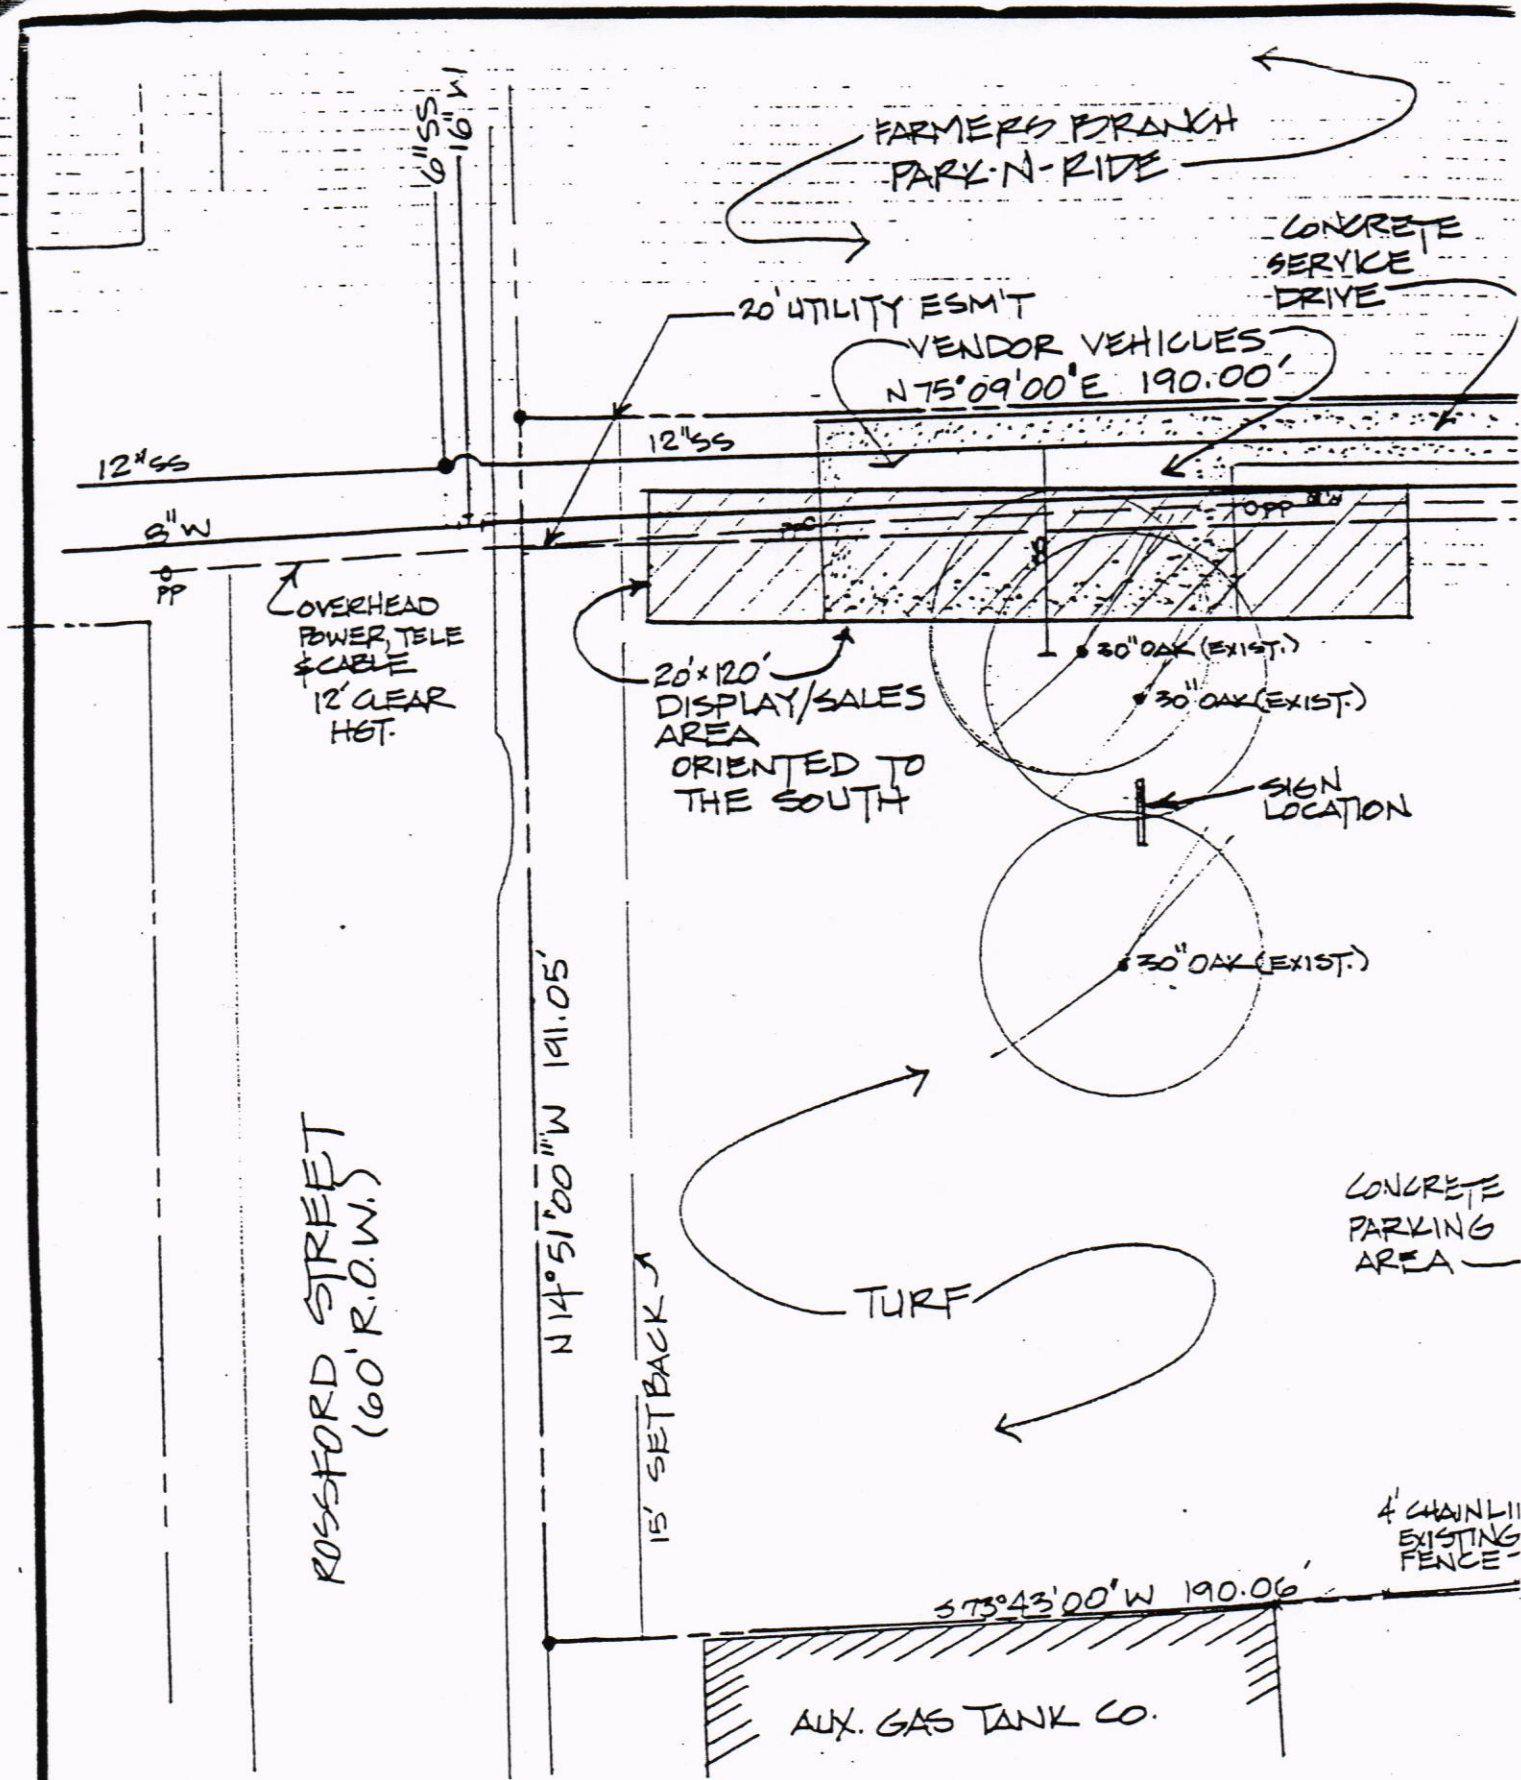 6"SS
16"W
FARMERS BRANCH
PARK-N-RIDE
CONCRETE
SERVICE
DRIVE
20' UTILITY ESM'T
VENDOR VEHICLES
N 75°09'00"E 190.00'
12"SS
12"SS
8"W
PP
OVERHEAD
POWER, TELE
& CABLE
12' CLEAR
HGT.
PP
30" OAK (EXIST.)
30" OAK (EXIST.)
20'x120'
DISPLAY/SALES
AREA
ORIENTED TO
THE SOUTH
SIGN
LOCATION
30" OAK (EXIST.)
N 14°51'00"W 191.05'
ROSSFORD STREET
(60' R.O.W.)
15' SETBACK
TURF
CONCRETE
PARKING
AREA
4' CHAINLI
EXISTING
FENCE
S 73°43'00"W 190.06'
AUX. GAS TANK CO.